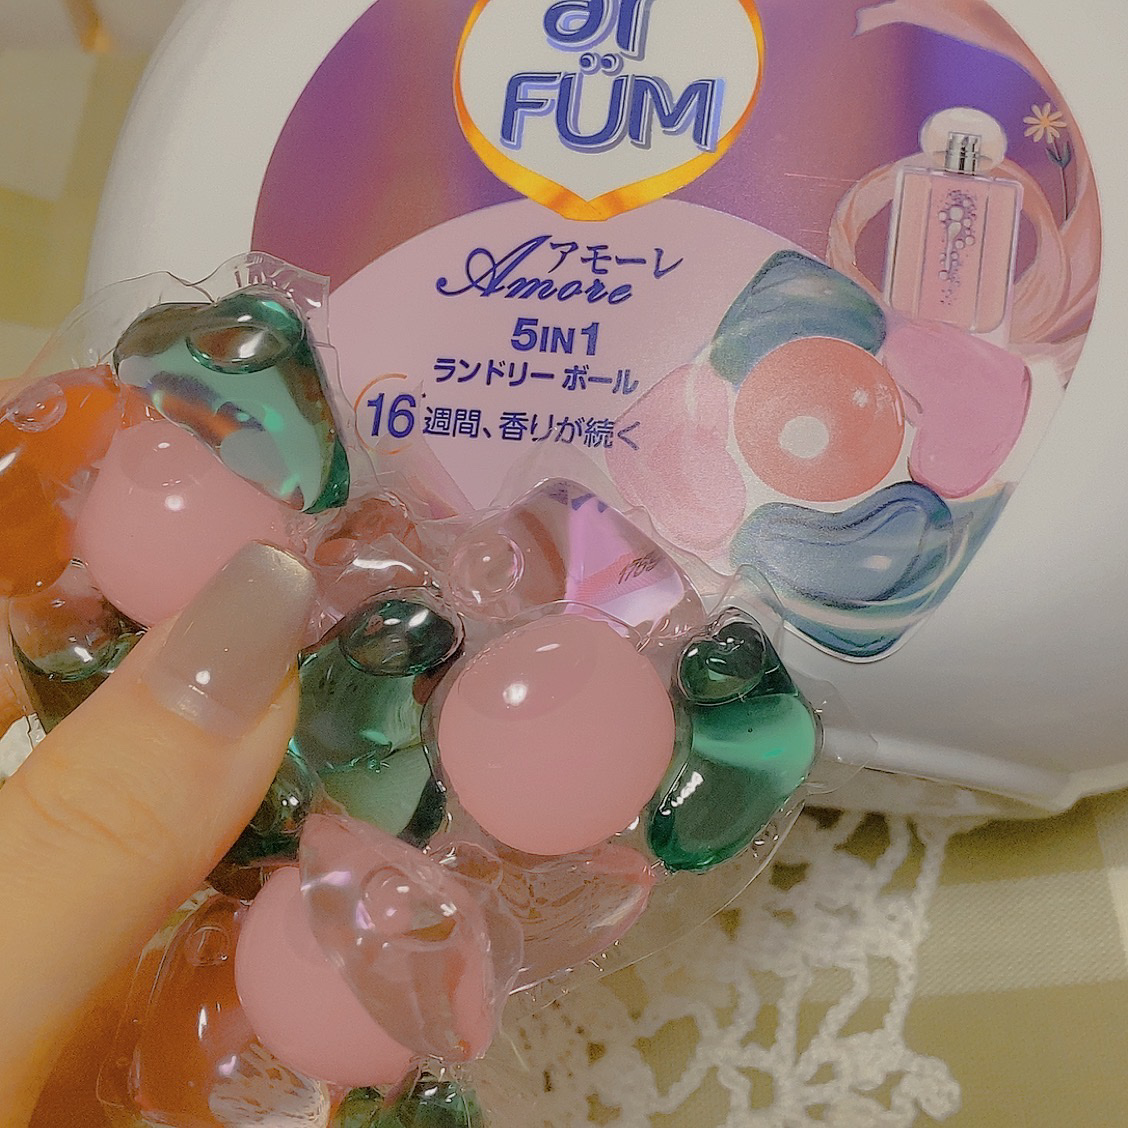 ar
FÜM
アモーレ
Amore
5IN1
ランドリー ボール
16週間、香りが続く